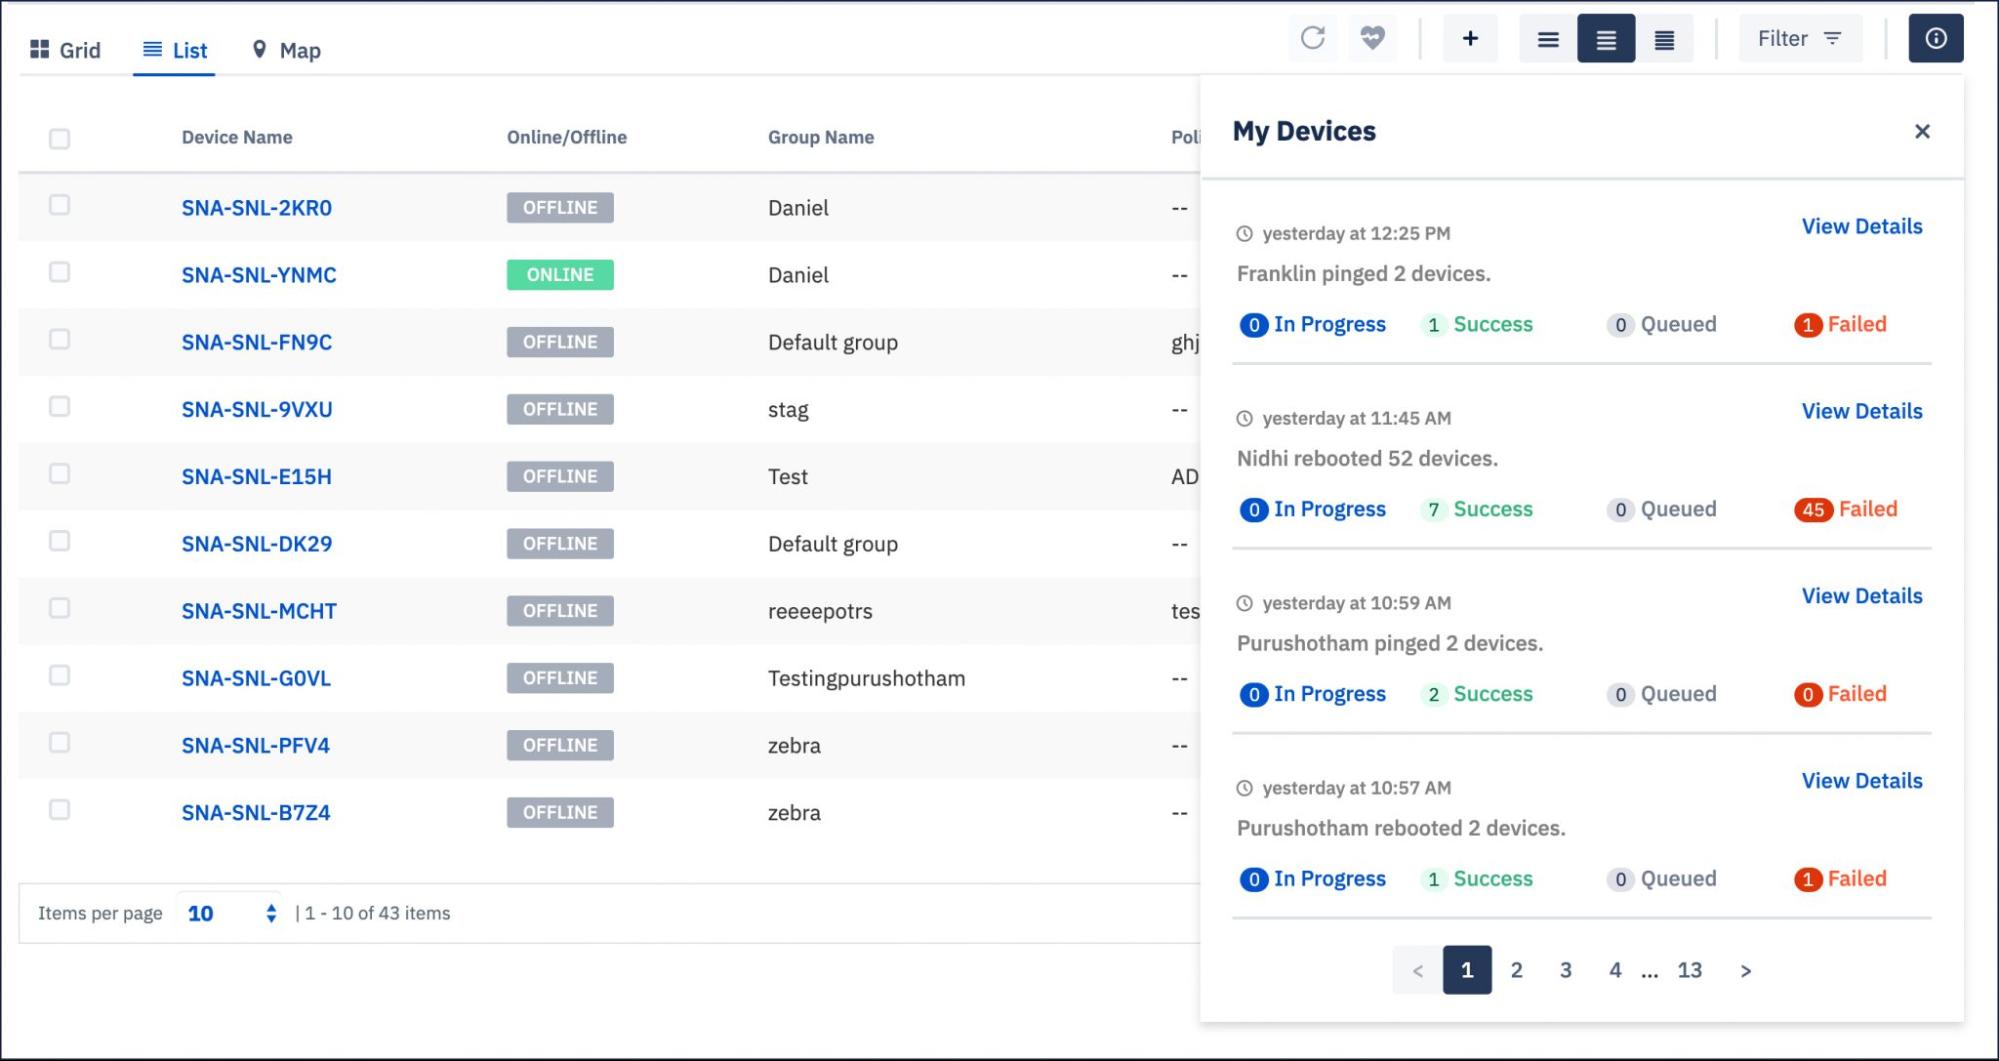 Grid List Map Filter
My Devices
Device Name Online/Offline Group Name Poli
SNA-SNL-2KR0 OFFLINE Daniel --
SNA-SNL-YNMC ONLINE Daniel --
SNA-SNL-FN9C OFFLINE Default group ghj
SNA-SNL-9VXU OFFLINE stag --
SNA-SNL-E15H OFFLINE Test AD
SNA-SNL-DK29 OFFLINE Default group --
SNA-SNL-MCHT OFFLINE reeeepotrs tes
SNA-SNL-G0VL OFFLINE Testingpurushotham --
SNA-SNL-PFV4 OFFLINE zebra --
SNA-SNL-B7Z4 OFFLINE zebra --
Items per page 10 | 1 - 10 of 43 items
yesterday at 12:25 PM View Details
Franklin pinged 2 devices.
0 In Progress 1 Success 0 Queued 1 Failed
yesterday at 11:45 AM View Details
Nidhi rebooted 52 devices.
0 In Progress 7 Success 0 Queued 45 Failed
yesterday at 10:59 AM View Details
Purushotham pinged 2 devices.
0 In Progress 2 Success 0 Queued 0 Failed
yesterday at 10:57 AM View Details
Purushotham rebooted 2 devices.
0 In Progress 1 Success 0 Queued 1 Failed
< 1 2 3 4 ... 13 >